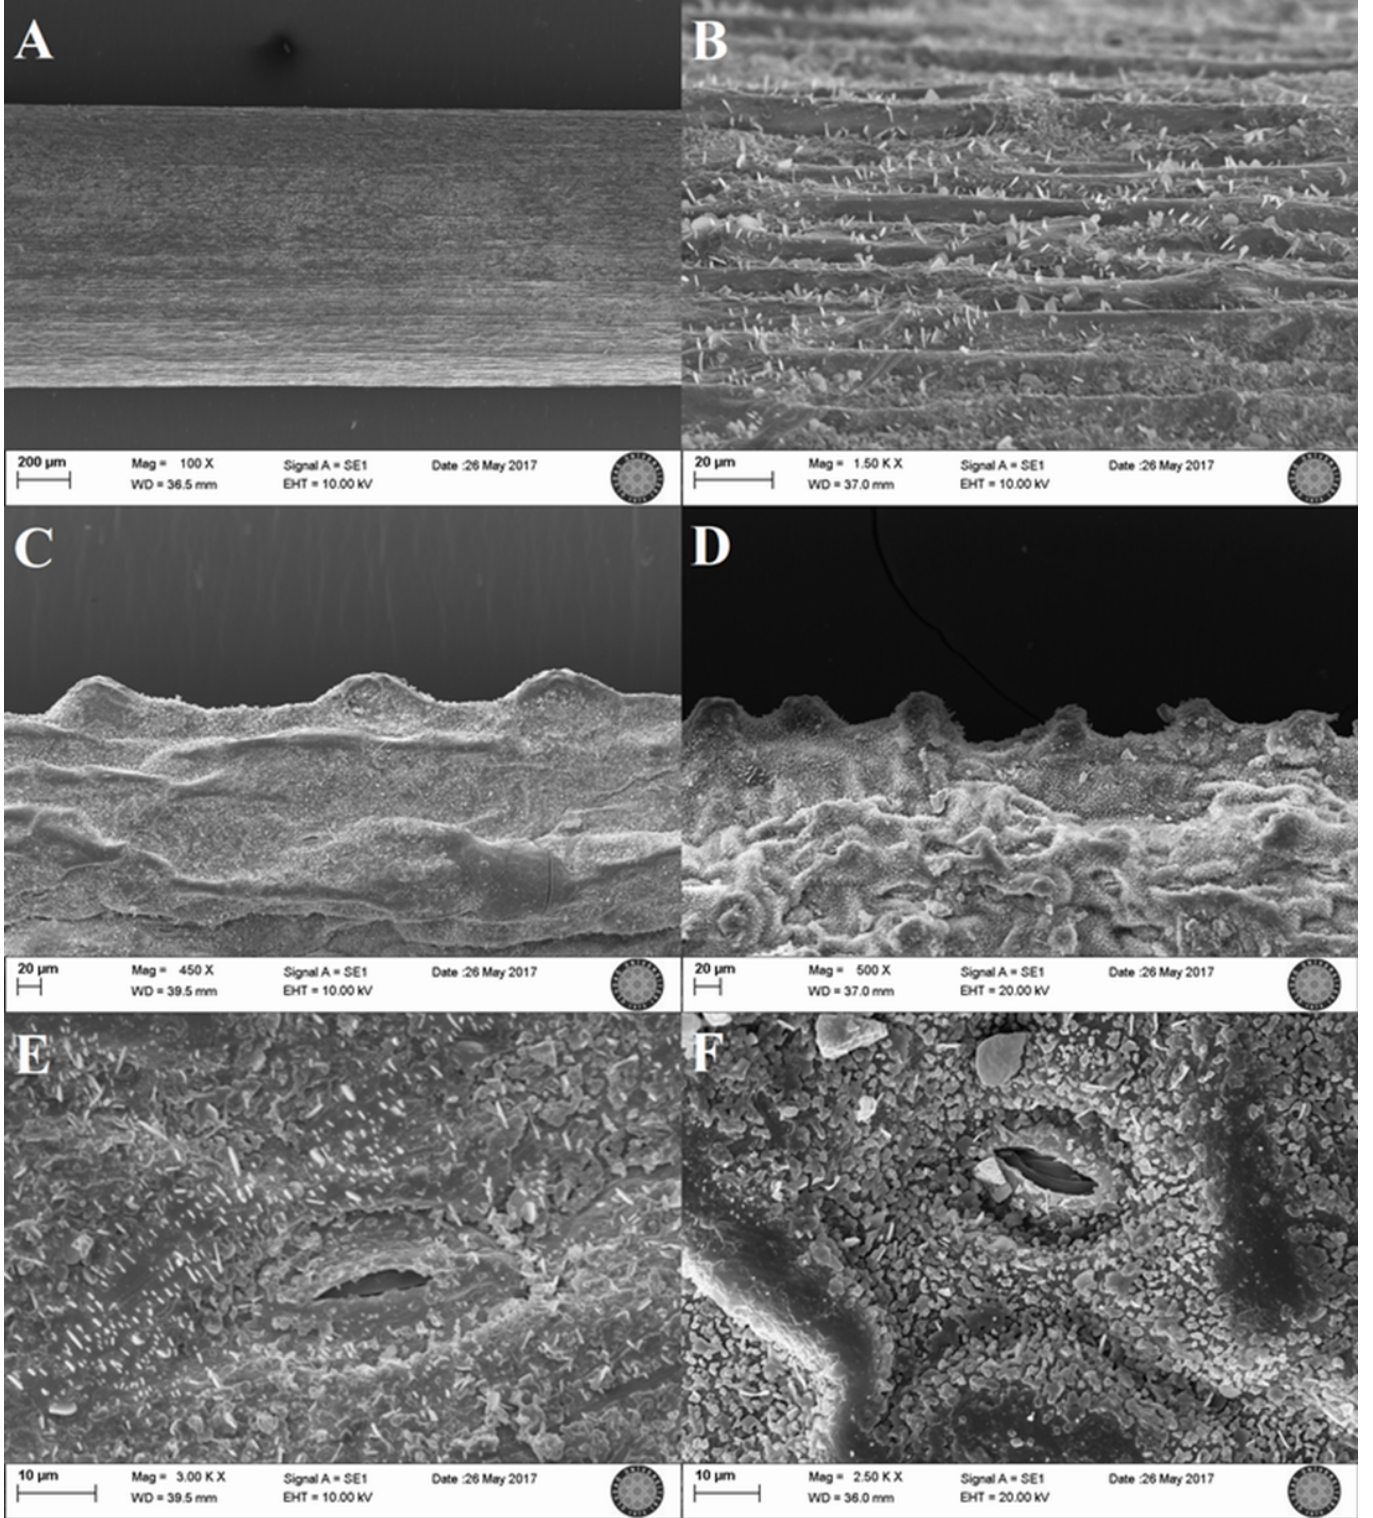 A
B
200 µm
Mag = 100 X
Signal A = SE1
Date :26 May 2017
WD = 36.5 mm
EHT = 10.00 kV
20 µm
Mag = 1.50 K X
Signal A = SE1
Date :26 May 2017
WD = 37.0 mm
EHT = 10.00 kV
C
D
20 µm
Mag = 450 X
Signal A = SE1
Date :26 May 2017
WD = 39.5 mm
EHT = 10.00 kV
20 µm
Mag = 500 X
Signal A = SE1
Date :26 May 2017
WD = 37.0 mm
EHT = 20.00 kV
E
F
10 µm
Mag = 3.00 K X
Signal A = SE1
Date :26 May 2017
WD = 39.5 mm
EHT = 10.00 kV
10 µm
Mag = 2.50 K X
Signal A = SE1
Date :26 May 2017
WD = 36.0 mm
EHT = 20.00 kV